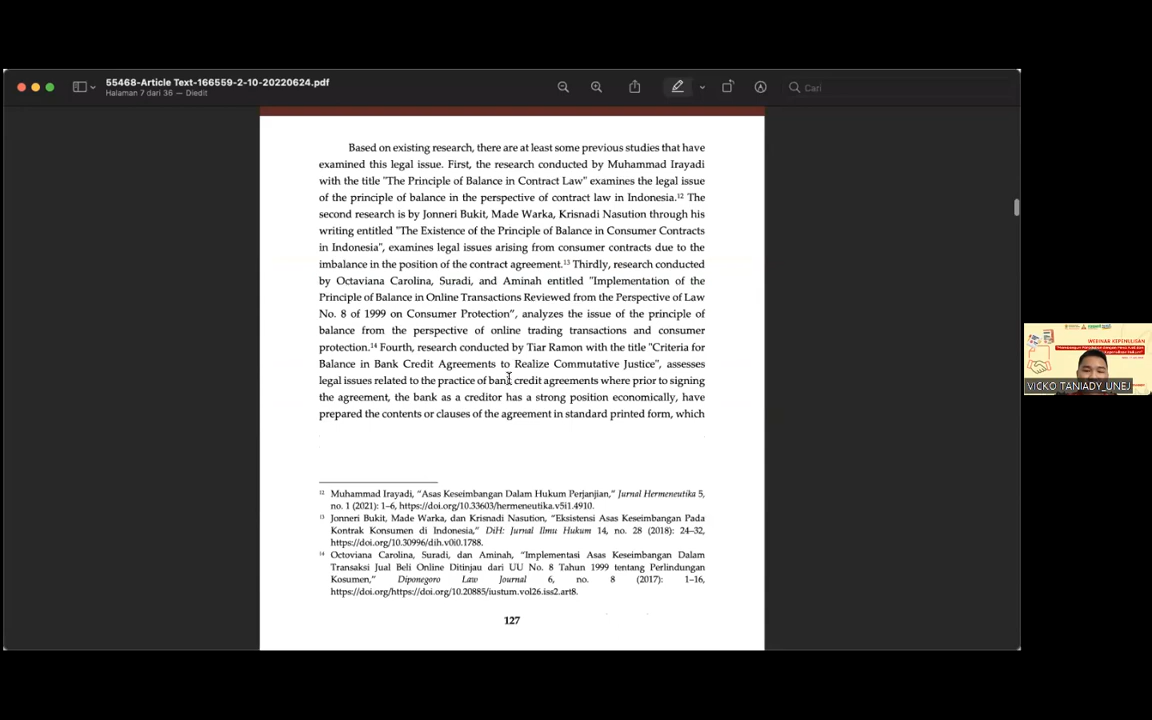 55468-Article Text-166559-2-10-20220624.pdf
Halaman 7 dari 36 — Diedit
Cari
Based on existing research, there are at least some previous studies that have
examined this legal issue. First, the research conducted by Muhammad Irayadi
with the title "The Principle of Balance in Contract Law" examines the legal issue
of the principle of balance in the perspective of contract law in Indonesia.12 The
second research is by Jonneri Bukit, Made Warka, Krisnadi Nasution through his
writing entitled "The Existence of the Principle of Balance in Consumer Contracts
in Indonesia", examines legal issues arising from consumer contracts due to the
imbalance in the position of the contract agreement.13 Thirdly, research conducted
by Octaviana Carolina, Suradi, and Aminah entitled "Implementation of the
Principle of Balance in Online Transactions Reviewed from the Perspective of Law
No. 8 of 1999 on Consumer Protection", analyzes the issue of the principle of
balance from the perspective of online trading transactions and consumer
protection.14 Fourth, research conducted by Tiar Ramon with the title "Criteria for
Balance in Bank Credit Agreements to Realize Commutative Justice", assesses
legal issues related to the practice of bank credit agreements where prior to signing
the agreement, the bank as a creditor has a strong position economically, have
prepared the contents or clauses of the agreement in standard printed form, which
12 Muhammad Irayadi, "Asas Keseimbangan Dalam Hukum Perjanjian," Jurnal Hermeneutika 5,
no. 1 (2021): 1–6, https://doi.org/10.33603/hermeneutika.v5i1.4910.
13 Jonneri Bukit, Made Warka, dan Krisnadi Nasution, "Eksistensi Asas Keseimbangan Pada
Kontrak Konsumen di Indonesia," DiH: Jurnal Ilmu Hukum 14, no. 28 (2018): 24–32,
https://doi.org/10.30996/dih.v0i0.1788.
14 Octoviana Carolina, Suradi, dan Aminah, "Implementasi Asas Keseimbangan Dalam
Transaksi Jual Beli Online Ditinjau dari UU No. 8 Tahun 1999 tentang Perlindungan
Kosumen," Diponegoro Law Journal 6, no. 8 (2017): 1–16,
https://doi.org/https://doi.org/10.20885/iustum.vol26.iss2.art8.
127
WEBINAR KEPENULISAN
VICKO TANIADY_UNEJ